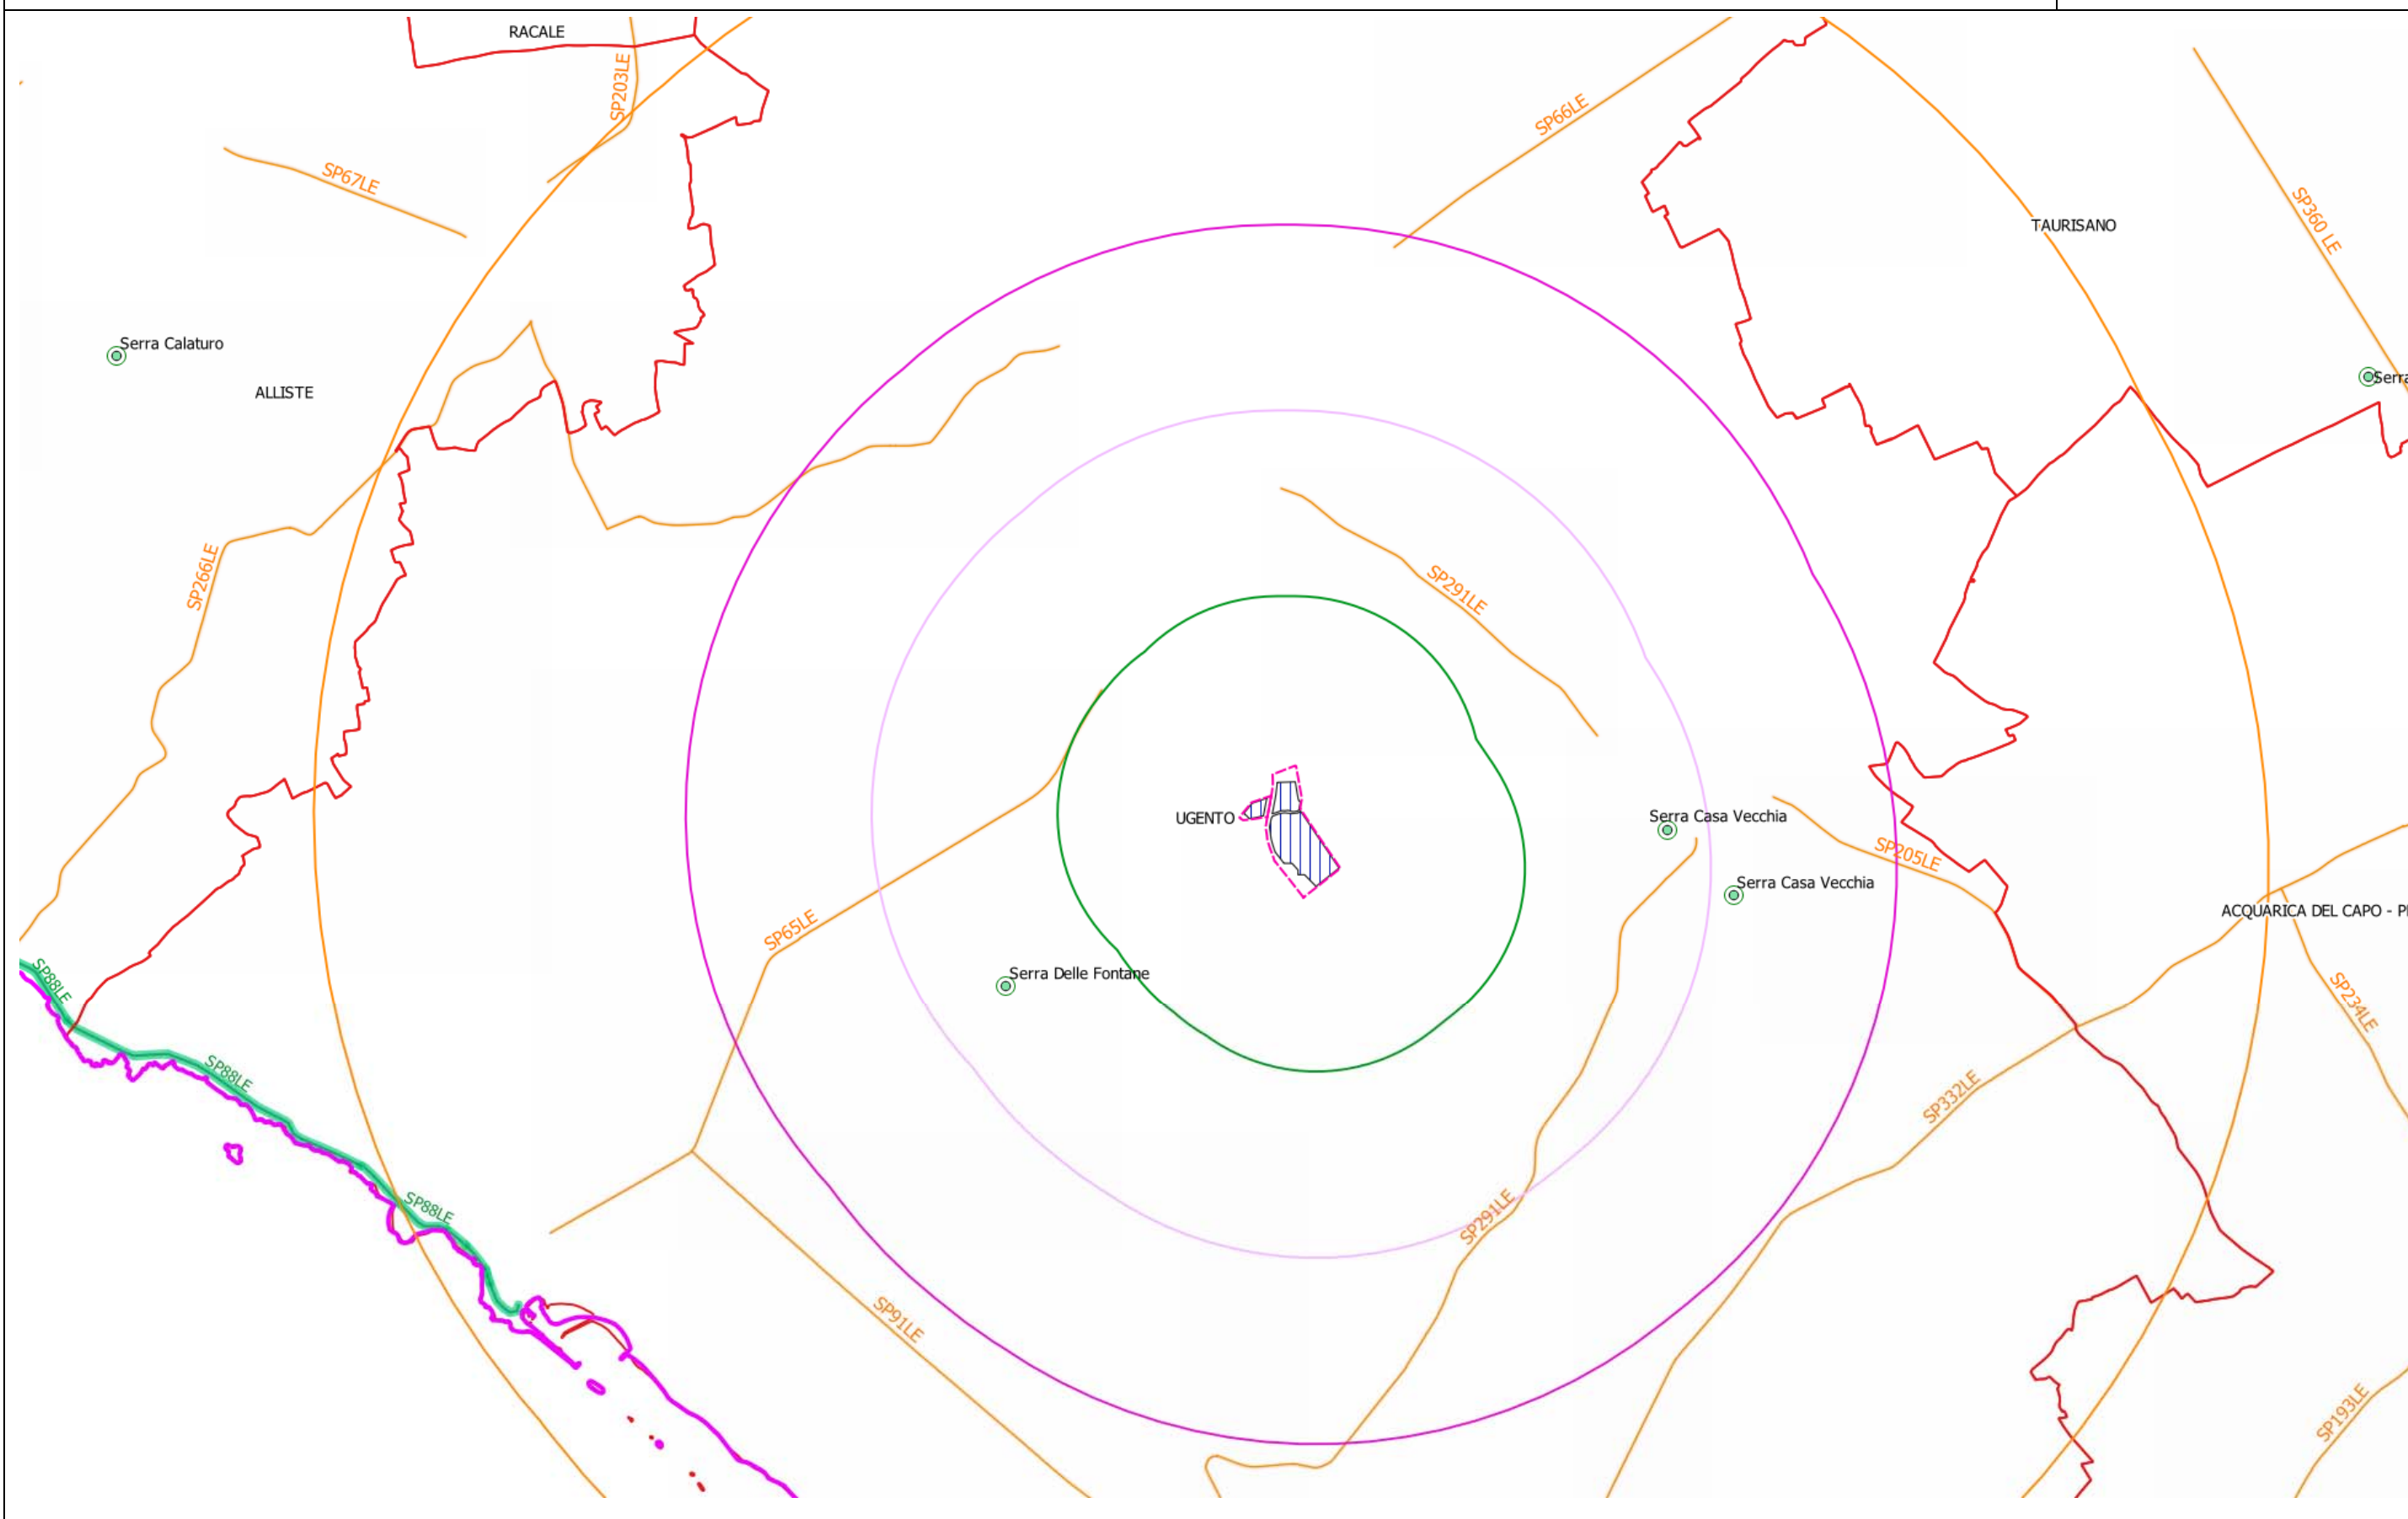 RACALE
SP203LE
SP66LE
SP67LE
SP360 LE
TAURISANO
Serra Calaturo
Serra
ALLISTE
SP266LE
SP291LE
UGENTO
Serra Casa Vecchia
SP205LE
Serra Casa Vecchia
ACQUARICA DEL CAPO - P
SP65LE
Serra Delle Fontane
SP88LE
SP234LE
SP88LE
SP332LE
SP88LE
SP291LE
SP91LE
SP193LE